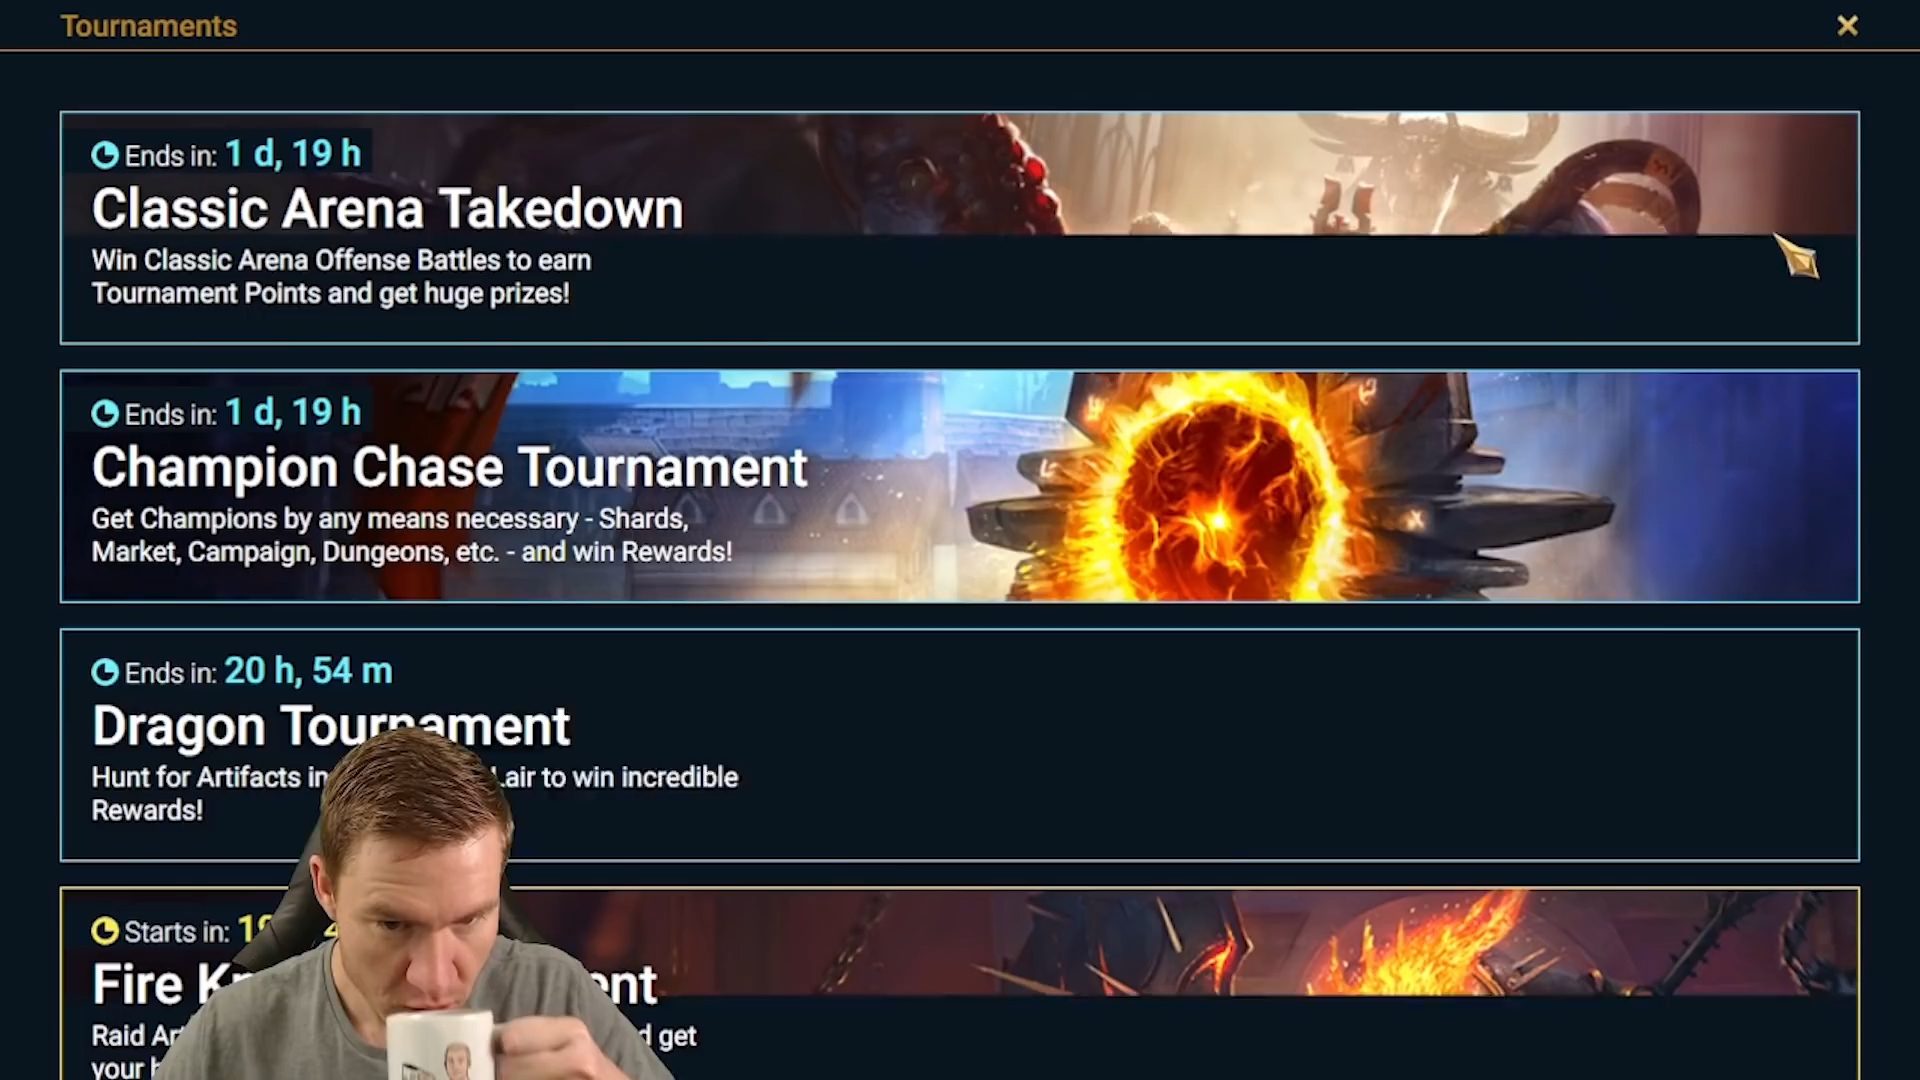 Tournaments
Ends in: 1 d, 19 h
Classic Arena Takedown
Win Classic Arena Offense Battles to earn
Tournament Points and get huge prizes!
Ends in: 1 d, 19 h
Champion Chase Tournament
Get Champions by any means necessary - Shards,
Market, Campaign, Dungeons, etc. - and win Rewards!
Ends in: 20 h, 54 m
Dragon Tournament
Hunt for Artifacts in Lair to win incredible
Rewards!
Starts in:
Fire
Raid get
your